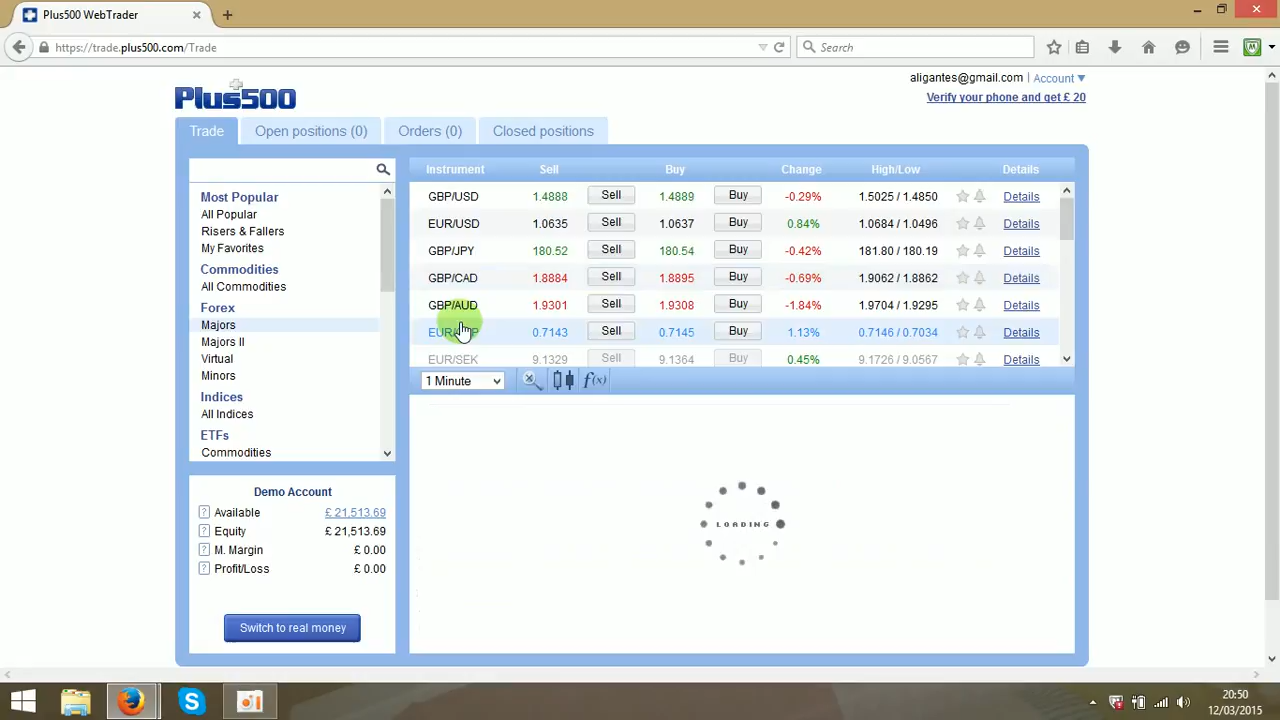 Plus500 WebTrader
https://trade.plus500.com/Trade
Search
aligantes@gmail.com | Account
Verify your phone and get £ 20
Plus500
Trade Open positions (0) Orders (0) Closed positions
Instrument Sell Buy Change High/Low Details
Most Popular
All Popular
Risers & Fallers
My Favorites
Commodities
All Commodities
Forex
Majors
Majors II
Virtual
Minors
Indices
All Indices
ETFs
Commodities
GBP/USD 1.4888 Sell 1.4889 Buy -0.29% 1.5025 / 1.4850 Details
EUR/USD 1.0635 Sell 1.0637 Buy 0.84% 1.0684 / 1.0496 Details
GBP/JPY 180.52 Sell 180.54 Buy -0.42% 181.80 / 180.19 Details
GBP/CAD 1.8884 Sell 1.8895 Buy -0.69% 1.9062 / 1.8862 Details
GBP/AUD 1.9301 Sell 1.9308 Buy -1.84% 1.9704 / 1.9295 Details
0.7143 Sell 0.7145 Buy 1.13% 0.7146 / 0.7034 Details
EUR/SEK 9.1329 Sell 9.1364 Buy 0.45% 9.1726 / 9.0567 Details
1 Minute f(x)
LOADING
Demo Account
? Available £ 21,513.69
? Equity £ 21,513.69
? M. Margin £ 0.00
? Profit/Loss £ 0.00
Switch to real money
20:50
12/03/2015